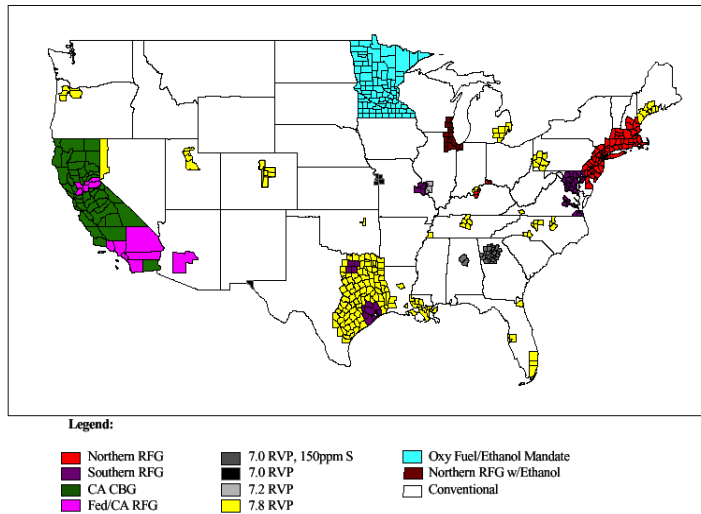 Legend:
Northern RFG
Southern RFG
CA CBG
Fed/CA RFG
7.0 RVP, 150ppm S
7.0 RVP
7.2 RVP
7.8 RVP
Oxy Fuel/Ethanol Mandate
Northern RFG w/Ethanol
Conventional